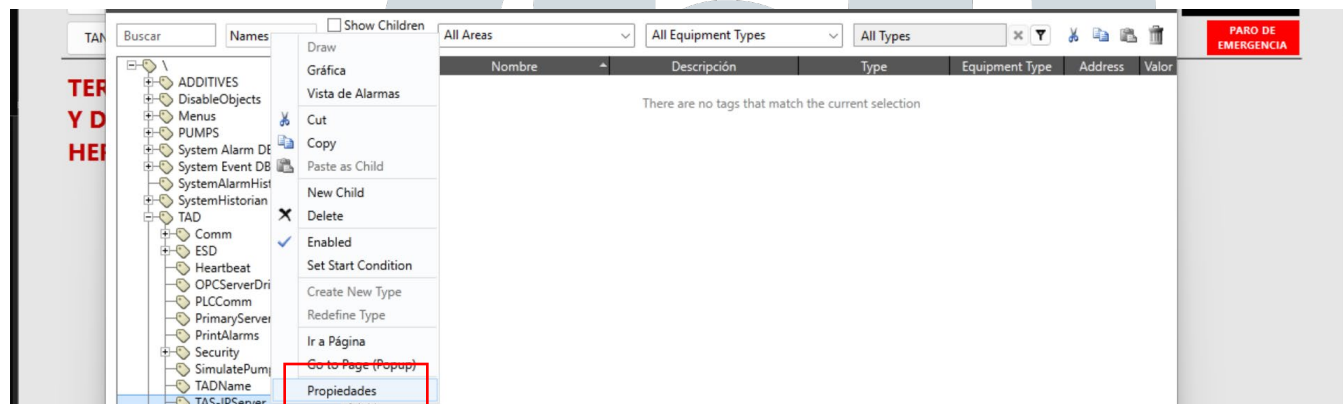 TAN
Buscar
Names
Show Children
All Areas
All Equipment Types
All Types
PARO DE
EMERGENCIA
Nombre
Descripción
Type
Equipment Type
Address
Valor
There are no tags that match the current selection
TER
Y D
HER
\
ADDITIVES
DisableObjects
Menus
PUMPS
System Alarm DB
System Event DB
SystemAlarmHist
SystemHistorian
TAD
Comm
ESD
Heartbeat
OPCServerDri
PLCComm
PrimaryServer
PrintAlarms
Security
SimulatePump
TADName
TAS-IPServer
Draw
Gráfica
Vista de Alarmas
Cut
Copy
Paste as Child
New Child
Delete
Enabled
Set Start Condition
Create New Type
Redefine Type
Ir a Página
Go to Page (Popup)
Propiedades